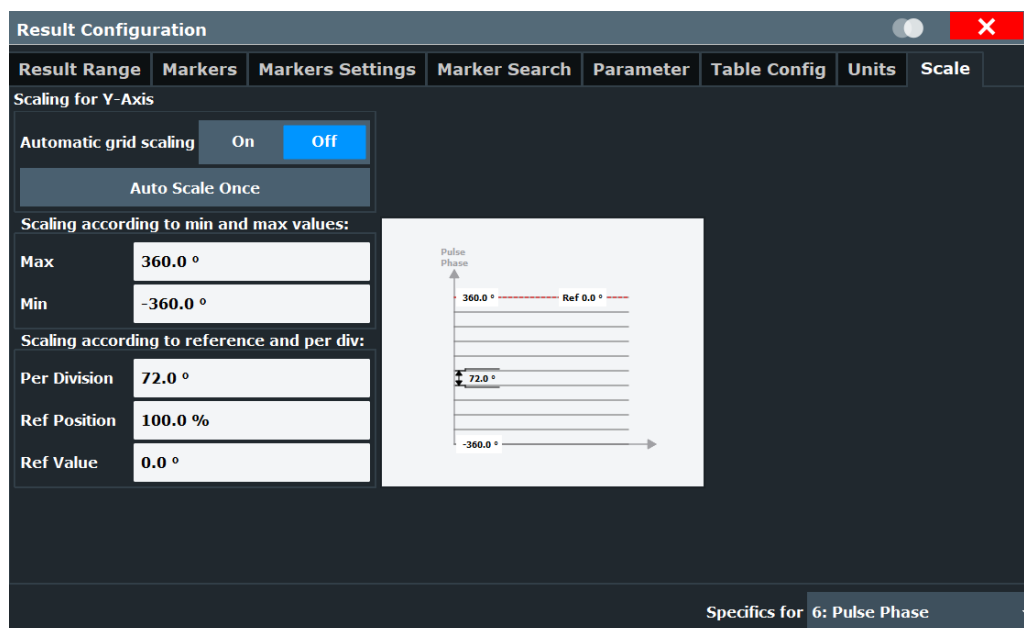 Result Configuration
Result Range Markers Markers Settings Marker Search Parameter Table Config Units Scale
Scaling for Y-Axis
Automatic grid scaling On Off
Auto Scale Once
Scaling according to min and max values:
Max 360.0 º
Min -360.0 º
Scaling according to reference and per div:
Per Division 72.0 º
Ref Position 100.0 %
Ref Value 0.0 º
Pulse
Phase
360.0 º Ref 0.0 º
72.0 º
-360.0 º
Specifics for 6: Pulse Phase